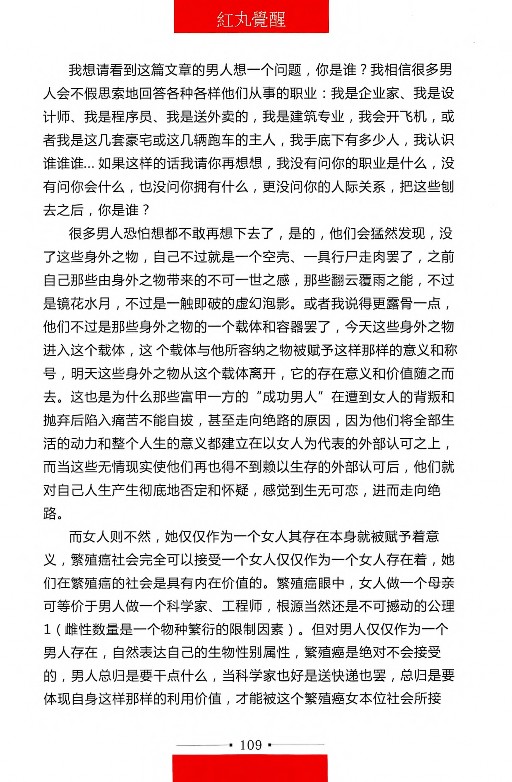 紅丸覺醒
我想请看到这篇文章的男人想一个问题，你是谁？我相信很多男
人会不假思索地回答各种各样他们从事的职业：我是企业家、我是设
计师、我是程序员、我是送外卖的，我是建筑专业，我会开飞机，或
者我是这几套豪宅或这几辆跑车的主人，我手底下有多少人，我认识
谁谁谁... 如果这样的话我请你再想想，我没有问你的职业是什么，没
有问你会什么，也没问你拥有什么，更没问你的人际关系，把这些刨
去之后，你是谁？
很多男人恐怕想都不敢再想下去了，是的，他们会猛然发现，没
了这些身外之物，自己不过就是一个空壳、一具行尸走肉罢了，之前
自己那些由身外之物带来的不可一世之感，那些翻云覆雨之能，不过
是镜花水月，不过是一触即破的虚幻泡影。或者我说得更露骨一点，
他们不过是那些身外之物的一个载体和容器罢了，今天这些身外之物
进入这个载体，这 个载体与他所容纳之物被赋予这样那样的意义和称
号，明天这些身外之物从这个载体离开，它的存在意义和价值随之而
去。这也是为什么那些富甲一方的“成功男人”在遭到女人的背叛和
抛弃后陷入痛苦不能自拔，甚至走向绝路的原因，因为他们将全部生
活的动力和整个人生的意义都建立在以女人为代表的外部认可之上，
而当这些无情现实使他们再也得不到赖以生存的外部认可后，他们就
对自己人生产生彻底地否定和怀疑，感觉到生无可恋，进而走向绝
路。
而女人则不然，她仅仅作为一个女人其存在本身就被赋予着意
义，繁殖癌社会完全可以接受一个女人仅仅作为一个女人存在着，她
们在繁殖癌的社会是具有内在价值的。繁殖癌眼中，女人做一个母亲
可等价于男人做一个科学家、工程师，根源当然还是不可撼动的公理
1（雌性数量是一个物种繁衍的限制因素）。但对男人仅仅作为一个
男人存在，自然表达自己的生物性别属性，繁殖癌是绝对不会接受
的，男人总归是要干点什么，当科学家也好是送快递也罢，总归是要
体现自身这样那样的利用价值，才能被这个繁殖癌女本位社会所接
109